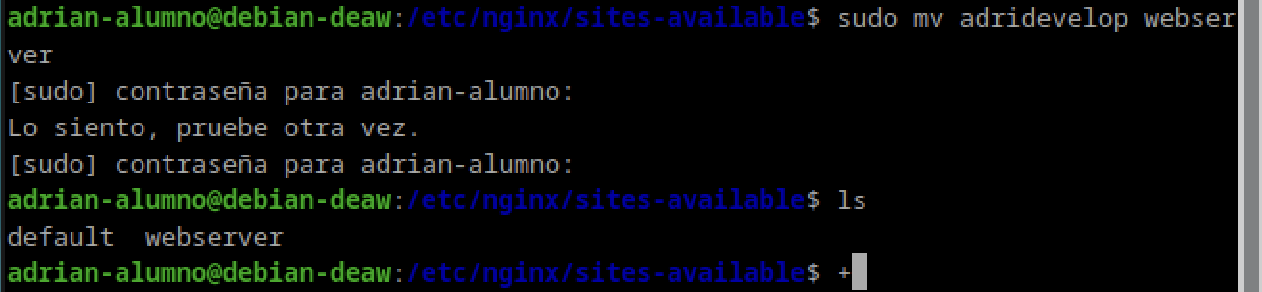 adrian-alumno@debian-deaw:/etc/nginx/sites-available$ sudo mv adridevelop webser
ver
[sudo] contraseña para adrian-alumno:
Lo siento, pruebe otra vez.
[sudo] contraseña para adrian-alumno:
adrian-alumno@debian-deaw:/etc/nginx/sites-available$ ls
default  webserver
adrian-alumno@debian-deaw:/etc/nginx/sites-available$ +